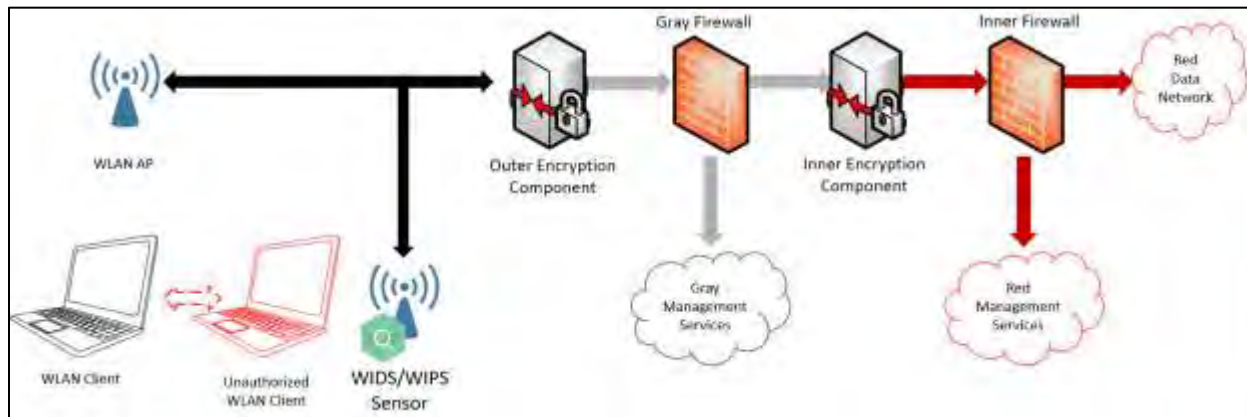 Gray Firewall
Inner Firewall
Red
Data
Network
WLAN AP
Outer Encryption
Component
Inner Encryption
Component
Gray
Management
Services
Red
Management
Services
WLAN Client
Unauthorized
WLAN Client
WIDS/WIPS
Sensor